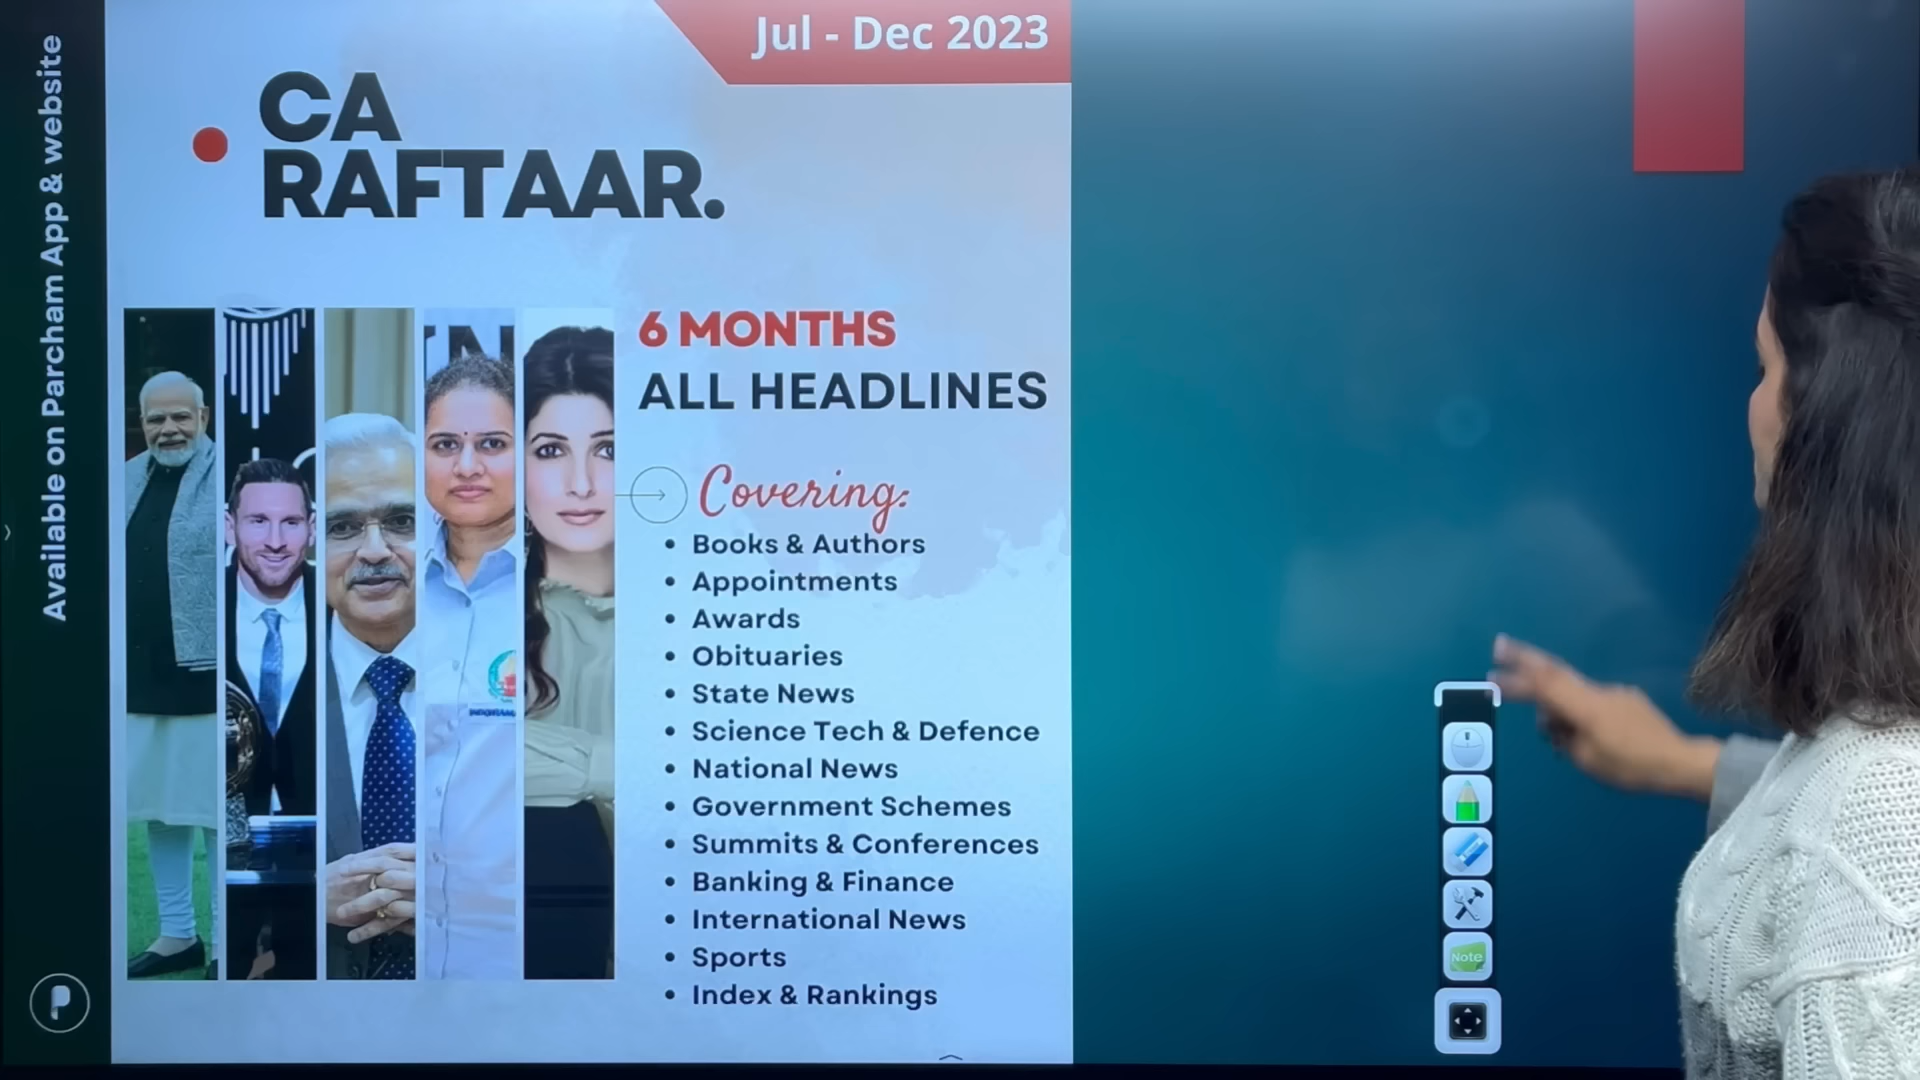 Available on Parcham App & website
Jul - Dec 2023
CA
RAFTAAR.
6 MONTHS
ALL HEADLINES
Covering:
• Books & Authors
• Appointments
• Awards
• Obituaries
• State News
• Science Tech & Defence
• National News
• Government Schemes
• Summits & Conferences
• Banking & Finance
• International News
• Sports
• Index & Rankings
Note